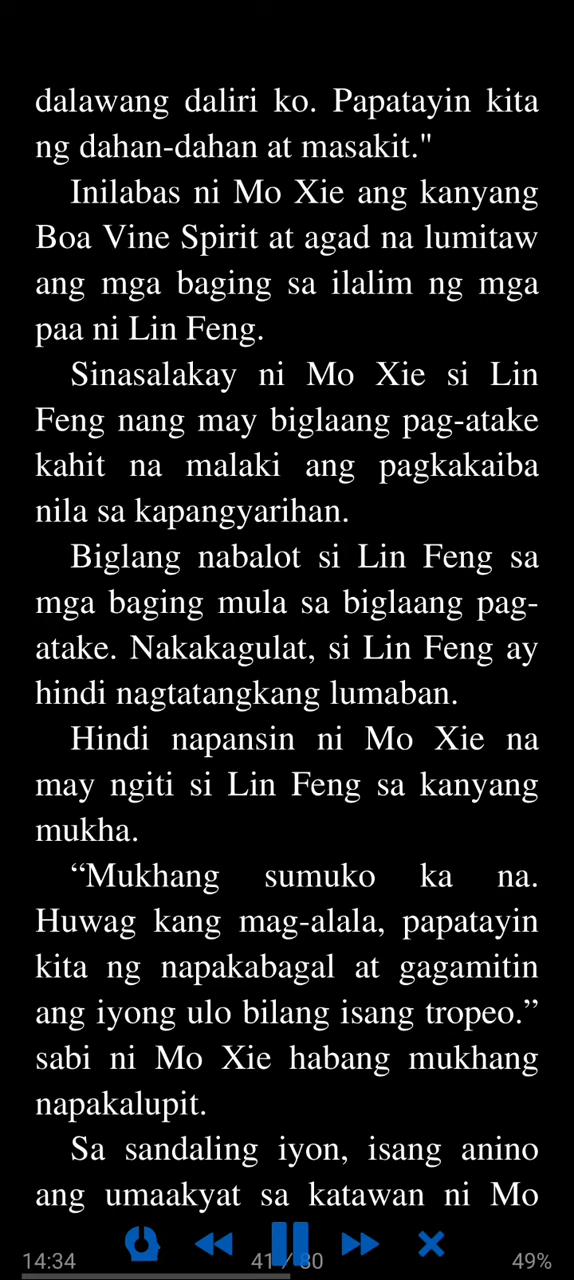 dalawang daliri ko. Papatayin kita
ng dahan-dahan at masakit."
Inilabas ni Mo Xie ang kanyang
Boa Vine Spirit at agad na lumitaw
ang mga baging sa ilalim ng mga
paa ni Lin Feng.
Sinasalakay ni Mo Xie si Lin
Feng nang may biglaang pag-atake
kahit na malaki ang pagkakaiba
nila sa kapangyarihan.
Biglang nabalot si Lin Feng sa
mga baging mula sa biglaang pag-
atake. Nakakagulat, si Lin Feng ay
hindi nagtatangkang lumaban.
Hindi napansin ni Mo Xie na
may ngiti si Lin Feng sa kanyang
mukha.
“Mukhang sumuko ka na.
Huwag kang mag-alala, papatayin
kita ng napakabagal at gagamitin
ang iyong ulo bilang isang tropeo.”
sabi ni Mo Xie habang mukhang
napakalupit.
Sa sandaling iyon, isang anino
ang umaakyat sa katawan ni Mo
14:34 41 / 80 49%